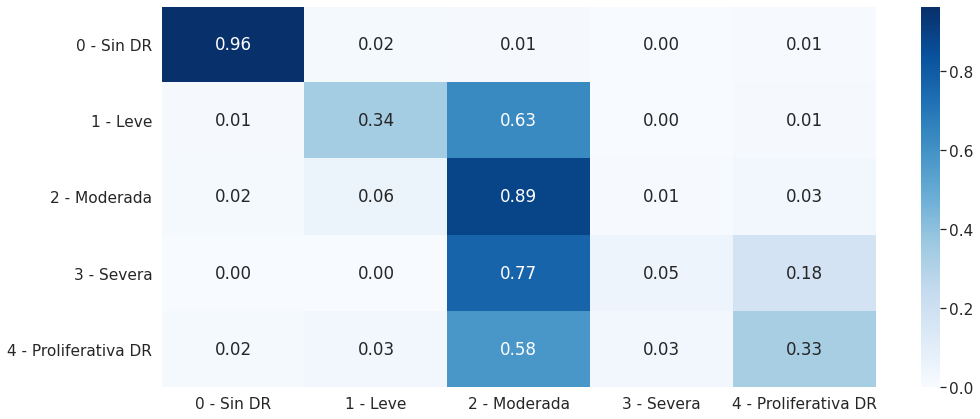 0 - Sin DR 0.96 0.02 0.01 0.00 0.01
1 - Leve 0.01 0.34 0.63 0.00 0.01
2 - Moderada 0.02 0.06 0.89 0.01 0.03
3 - Severa 0.00 0.00 0.77 0.05 0.18
4 - Proliferativa DR 0.02 0.03 0.58 0.03 0.33
0 - Sin DR 1 - Leve 2 - Moderada 3 - Severa 4 - Proliferativa DR
0.8
0.6
0.4
0.2
0.0